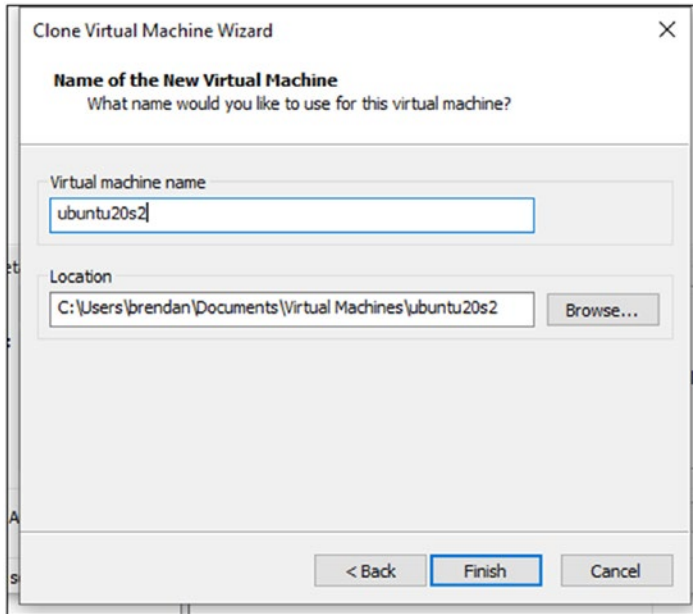 Clone Virtual Machine Wizard
Name of the New Virtual Machine
What name would you like to use for this virtual machine?
Virtual machine name
ubuntu20s2
Location
C:\Users\brendan\Documents\Virtual Machines\ubuntu20s2 Browse...
< Back Finish Cancel